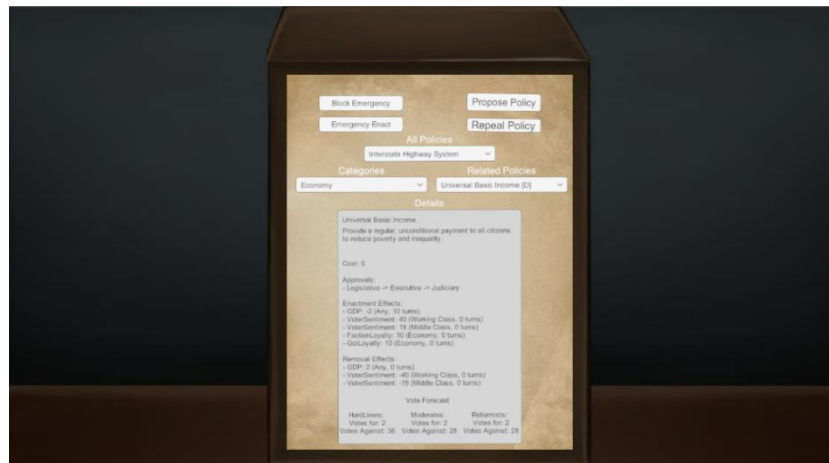 Block Emergency
Propose Policy
Emergency Enact
Repeal Policy
All Policies
Interstate Highway System
Categories
Related Policies
Economy
Universal Basic Income [D]
Details
Universal Basic Income
Provide a regular, unconditional payment to all citizens
to reduce poverty and inequality.
Cost: 5
Approvals:
- Legislative -> Executive -> Judiciary
Enactment Effects:
- GDP: -2 (Any, 10 turns)
- VoterSentiment: 40 (Working Class, 0 turns)
- VoterSentiment: 15 (Middle Class, 0 turns)
- FactionLoyalty: 10 (Economy, 0 turns)
- GoiLoyalty: 10 (Economy, 0 turns)
Removal Effects:
- GDP: 2 (Any, 0 turns)
- VoterSentiment: -40 (Working Class, 0 turns)
- VoterSentiment: -15 (Middle Class, 0 turns)
Vote Forecast
HardLiners: Moderates: Reformists:
Votes for: 2 Votes for: 2 Votes for: 2
Votes Against: 38 Votes Against: 28 Votes Against: 28